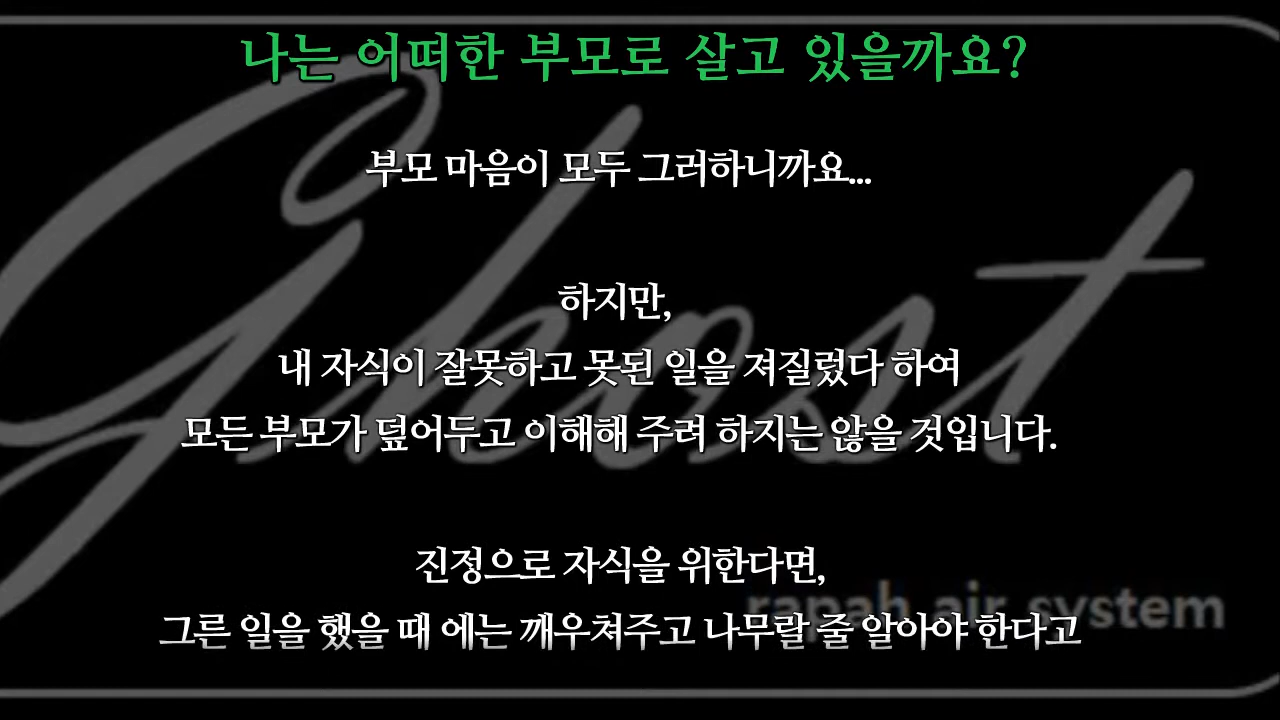 나는 어떠한 부모로 살고 있을까요?
부모 마음이 모두 그러하니까요...
하지만,
내 자식이 잘못하고 못된 일을 져질렀다 하여
모든 부모가 덮어두고 이해해 주려 하지는 않을 것입니다.
진정으로 자식을 위한다면,
그른 일을 했을 때 에는 깨우쳐주고 나무랄 줄 알아야 한다고
Ghost
rapah air system